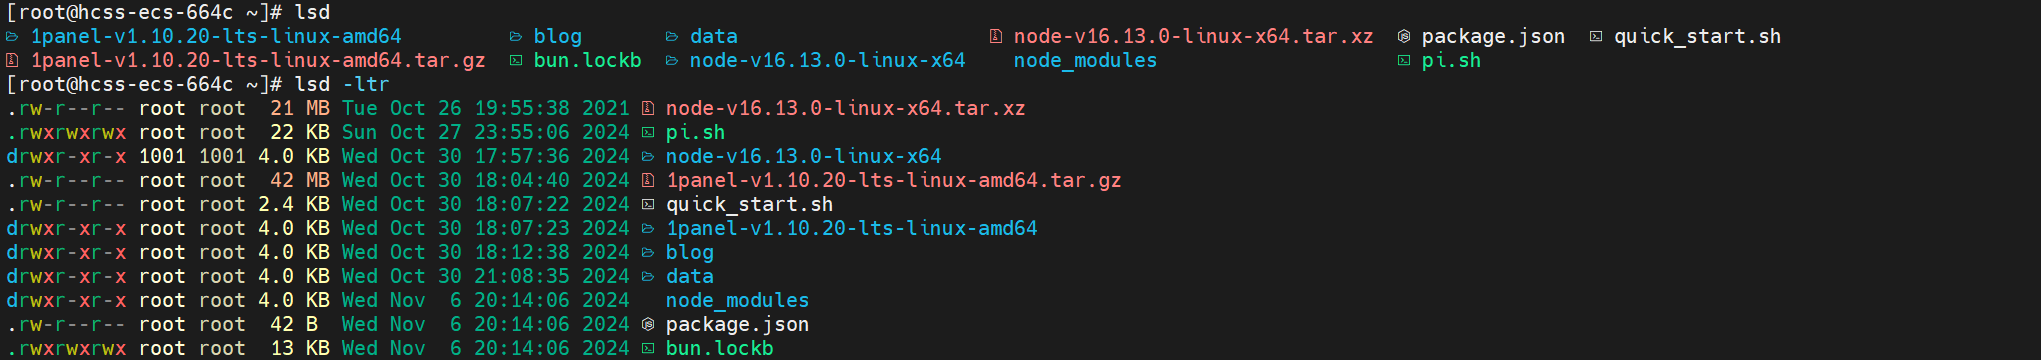 [root@hcss-ecs-664c ~]# lsd
1panel-v1.10.20-lts-linux-amd64 blog data node-v16.13.0-linux-x64.tar.xz package.json quick_start.sh
1panel-v1.10.20-lts-linux-amd64.tar.gz bun.lockb node-v16.13.0-linux-x64 node_modules pi.sh
[root@hcss-ecs-664c ~]# lsd -ltr
.rw-r--r-- root root 21 MB Tue Oct 26 19:55:38 2021 node-v16.13.0-linux-x64.tar.xz
.rwxrwxrwx root root 22 KB Sun Oct 27 23:55:06 2024 pi.sh
drwxr-xr-x 1001 1001 4.0 KB Wed Oct 30 17:57:36 2024 node-v16.13.0-linux-x64
.rw-r--r-- root root 42 MB Wed Oct 30 18:04:40 2024 1panel-v1.10.20-lts-linux-amd64.tar.gz
.rw-r--r-- root root 2.4 KB Wed Oct 30 18:07:22 2024 quick_start.sh
drwxr-xr-x root root 4.0 KB Wed Oct 30 18:07:23 2024 1panel-v1.10.20-lts-linux-amd64
drwxr-xr-x root root 4.0 KB Wed Oct 30 18:12:38 2024 blog
drwxr-xr-x root root 4.0 KB Wed Oct 30 21:08:35 2024 data
drwxr-xr-x root root 4.0 KB Wed Nov 6 20:14:06 2024 node_modules
.rw-r--r-- root root 42 B Wed Nov 6 20:14:06 2024 package.json
.rwxrwxrwx root root 13 KB Wed Nov 6 20:14:06 2024 bun.lockb